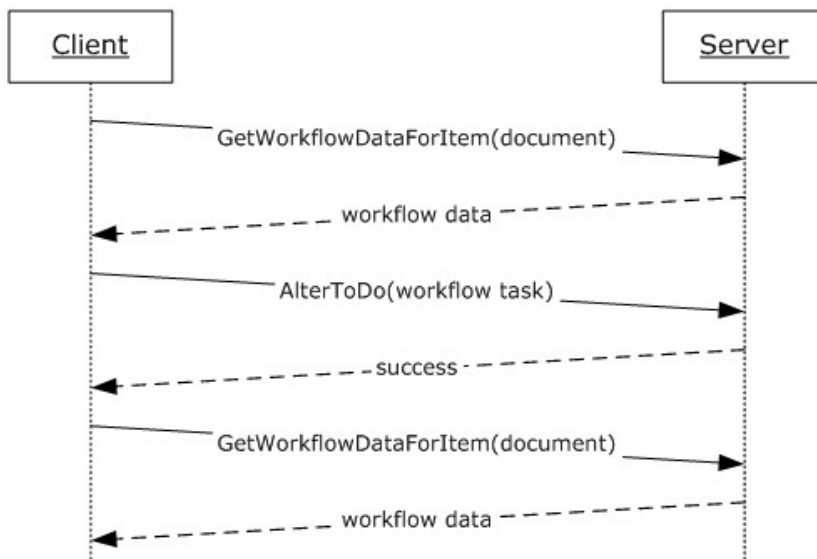 Client
Server
GetWorkflowDataForItem(document)
workflow data
AlterToDo(workflow task)
success
GetWorkflowDataForItem(document)
workflow data